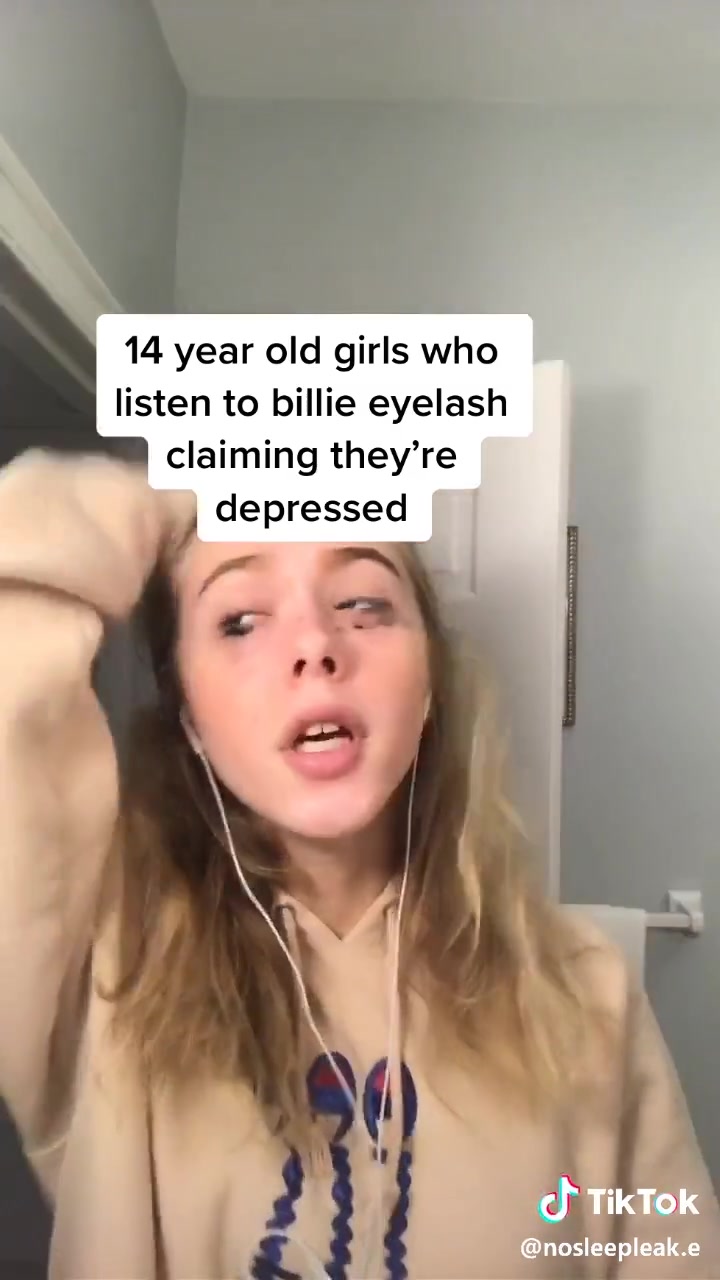 14 year old girls who
listen to billie eyelash
claiming they’re
depressed
TikTok
@nosleepleak.e